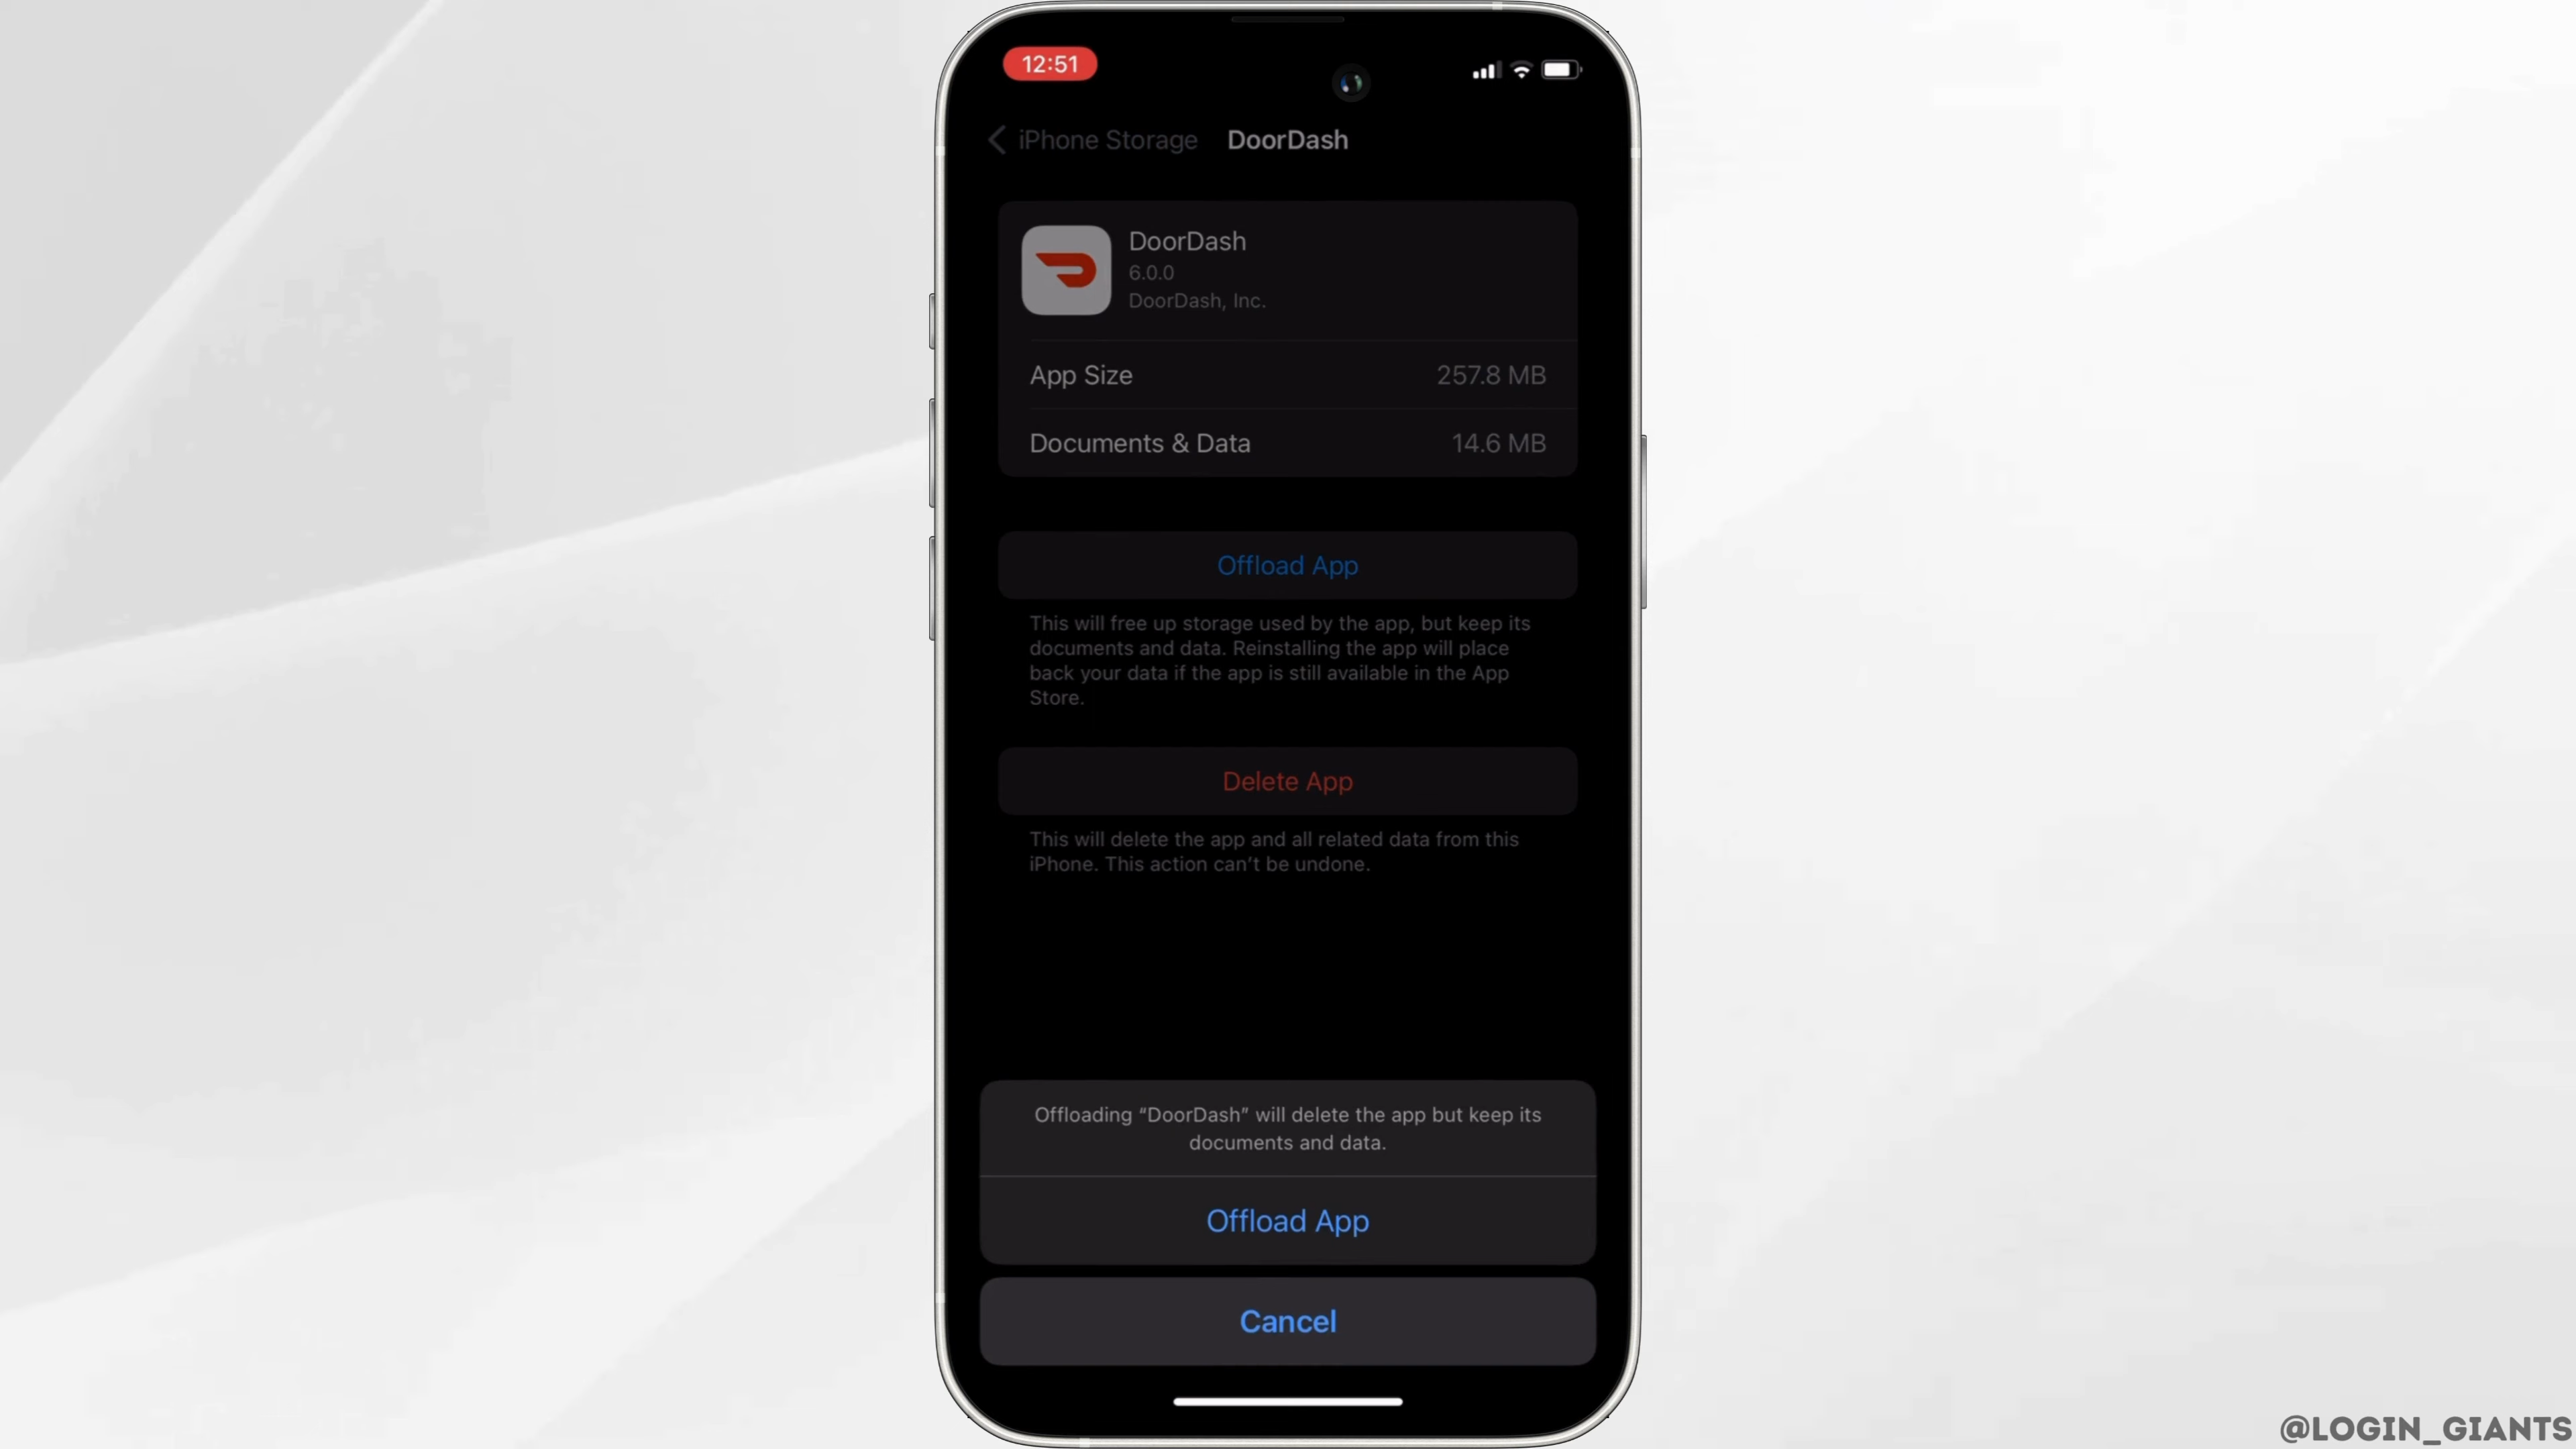 12:51
iPhone Storage
DoorDash
DoorDash
6.0.0
DoorDash, Inc.
App Size 257.8 MB
Documents & Data 14.6 MB
Offload App
This will free up storage used by the app, but keep its
documents and data. Reinstalling the app will place
back your data if the app is still available in the App
Store.
Delete App
This will delete the app and all related data from this
iPhone. This action can’t be undone.
Offloading “DoorDash” will delete the app but keep its
documents and data.
Offload App
Cancel
@LOGIN_GIANTS